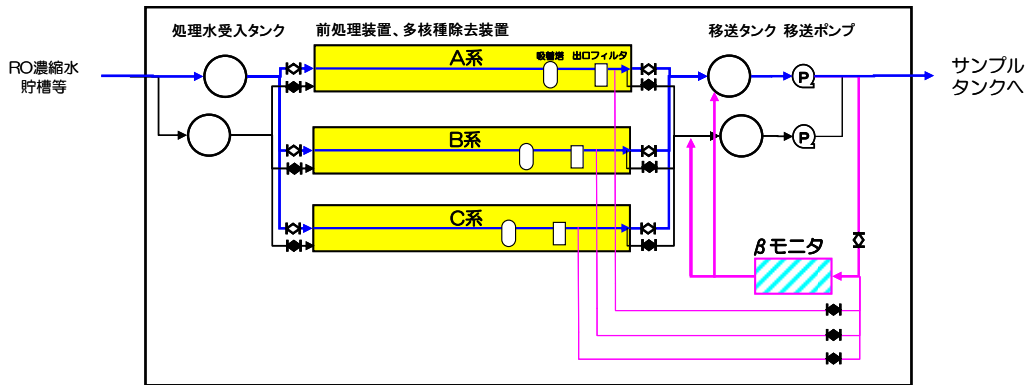 処理水受入タンク
前処理装置、多核種除去装置
移送タンク 移送ポンプ
RO濃縮水
貯槽等
A系
吸着塔 出口フィルタ
B系
C系
P
P
サンプル
タンクへ
βモニタ